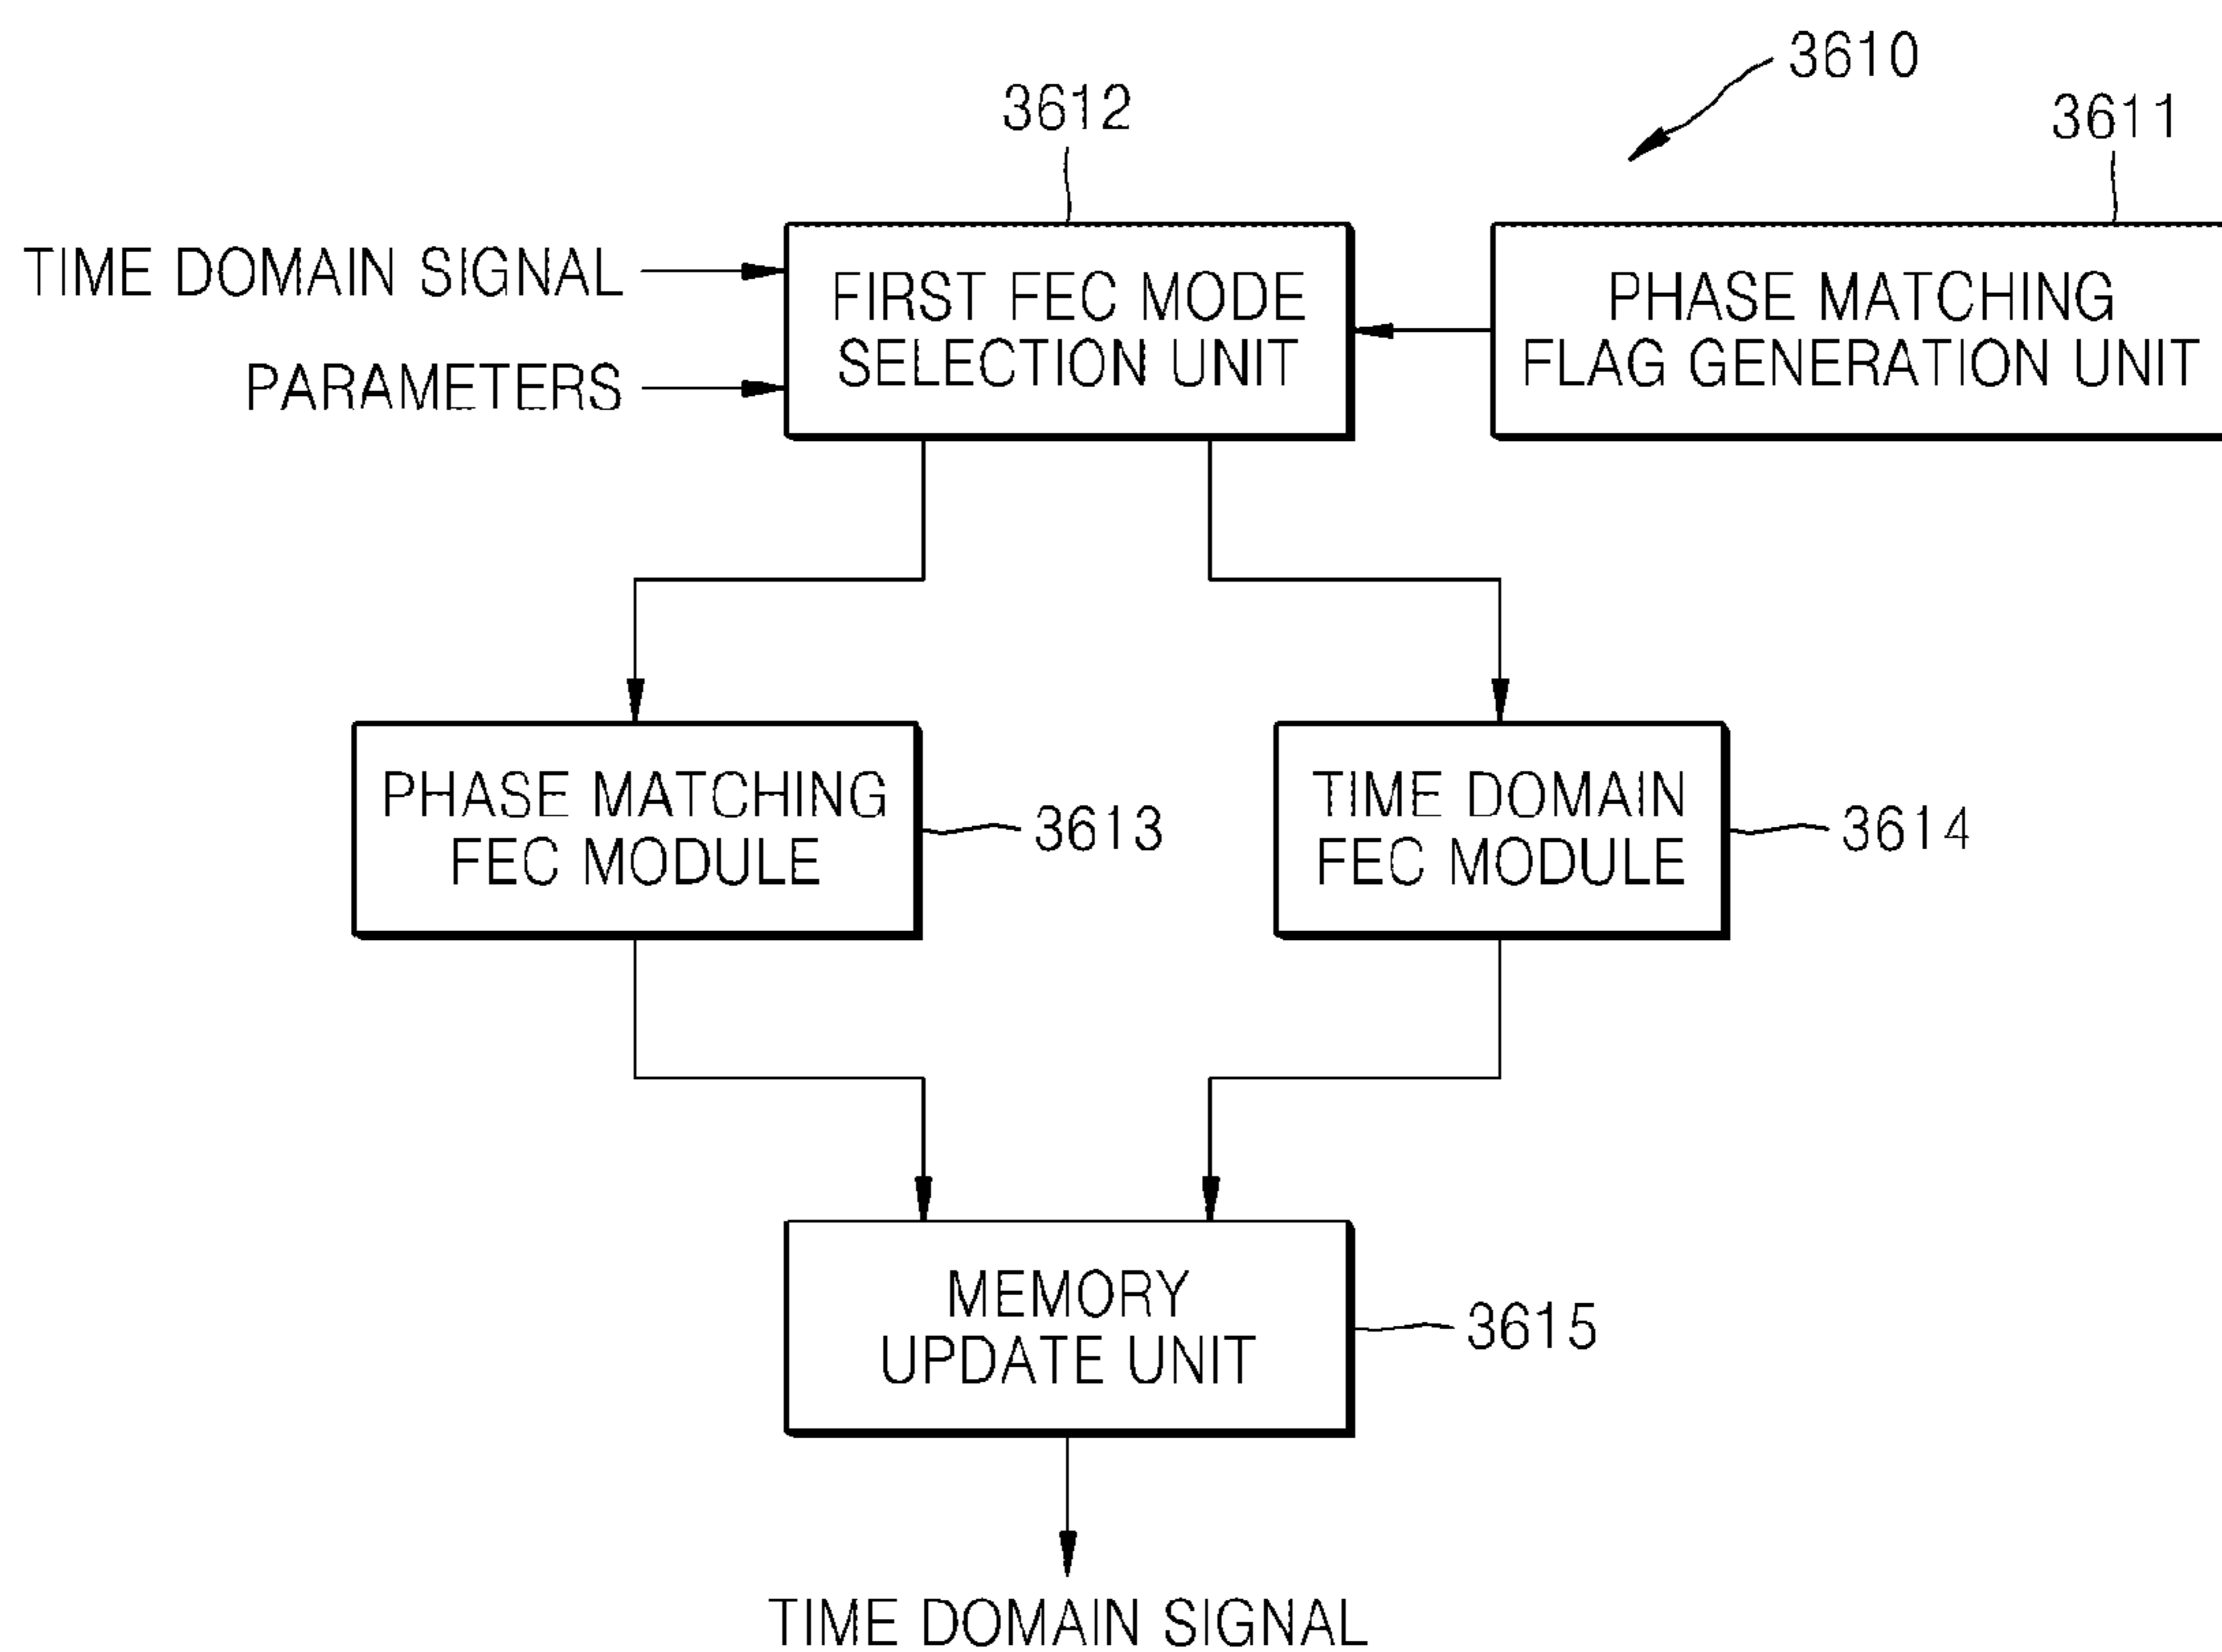 3610
3612
3611
TIME DOMAIN SIGNAL
PARAMETERS
FIRST FEC MODE
SELECTION UNIT
PHASE MATCHING
FLAG GENERATION UNIT
PHASE MATCHING
FEC MODULE
3613
TIME DOMAIN
FEC MODULE
3614
MEMORY
UPDATE UNIT
3615
TIME DOMAIN SIGNAL